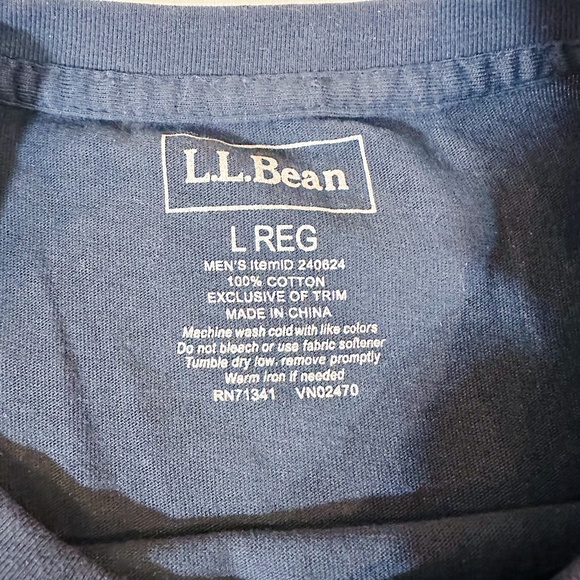 L.L.Bean
L REG
MEN'S ItemID 240624
100% COTTON
EXCLUSIVE OF TRIM
MADE IN CHINA
Machine wash cold with like colors
Do not bleach or use fabric softener
Tumble dry low, remove promptly
Warm iron if needed
RN71341 VN02470